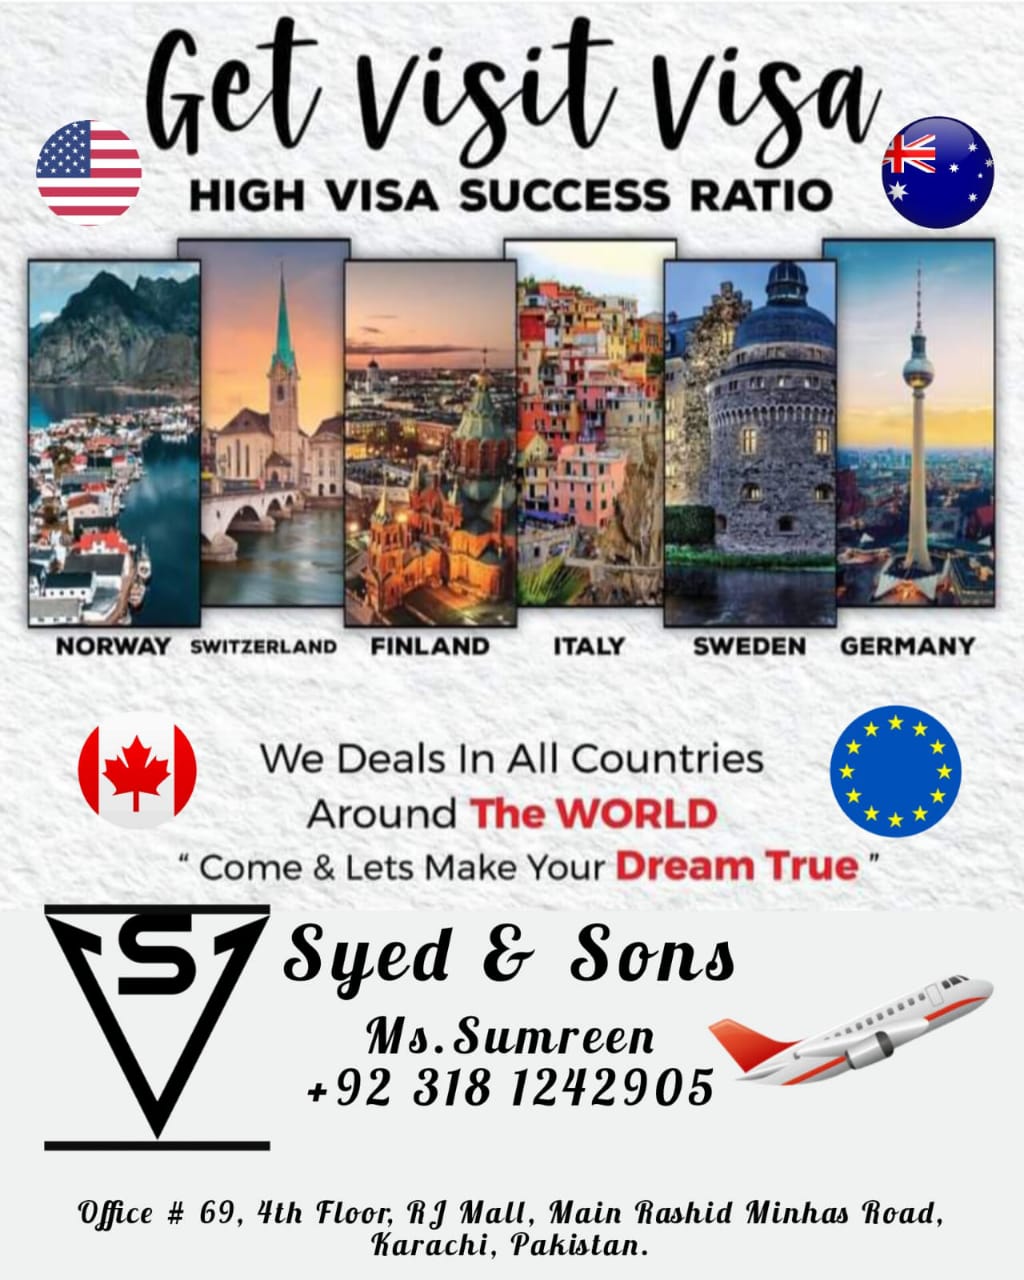 Get Visit Visa
HIGH VISA SUCCESS RATIO
NORWAY
SWITZERLAND
FINLAND
ITALY
SWEDEN
GERMANY
We Deals In All Countries
Around The WORLD
“ Come & Lets Make Your Dream True ”
S
Syed & Sons
Ms.Sumreen
+92 318 1242905
Office # 69, 4th Floor, RJ Mall, Main Rashid Minhas Road,
Karachi, Pakistan.